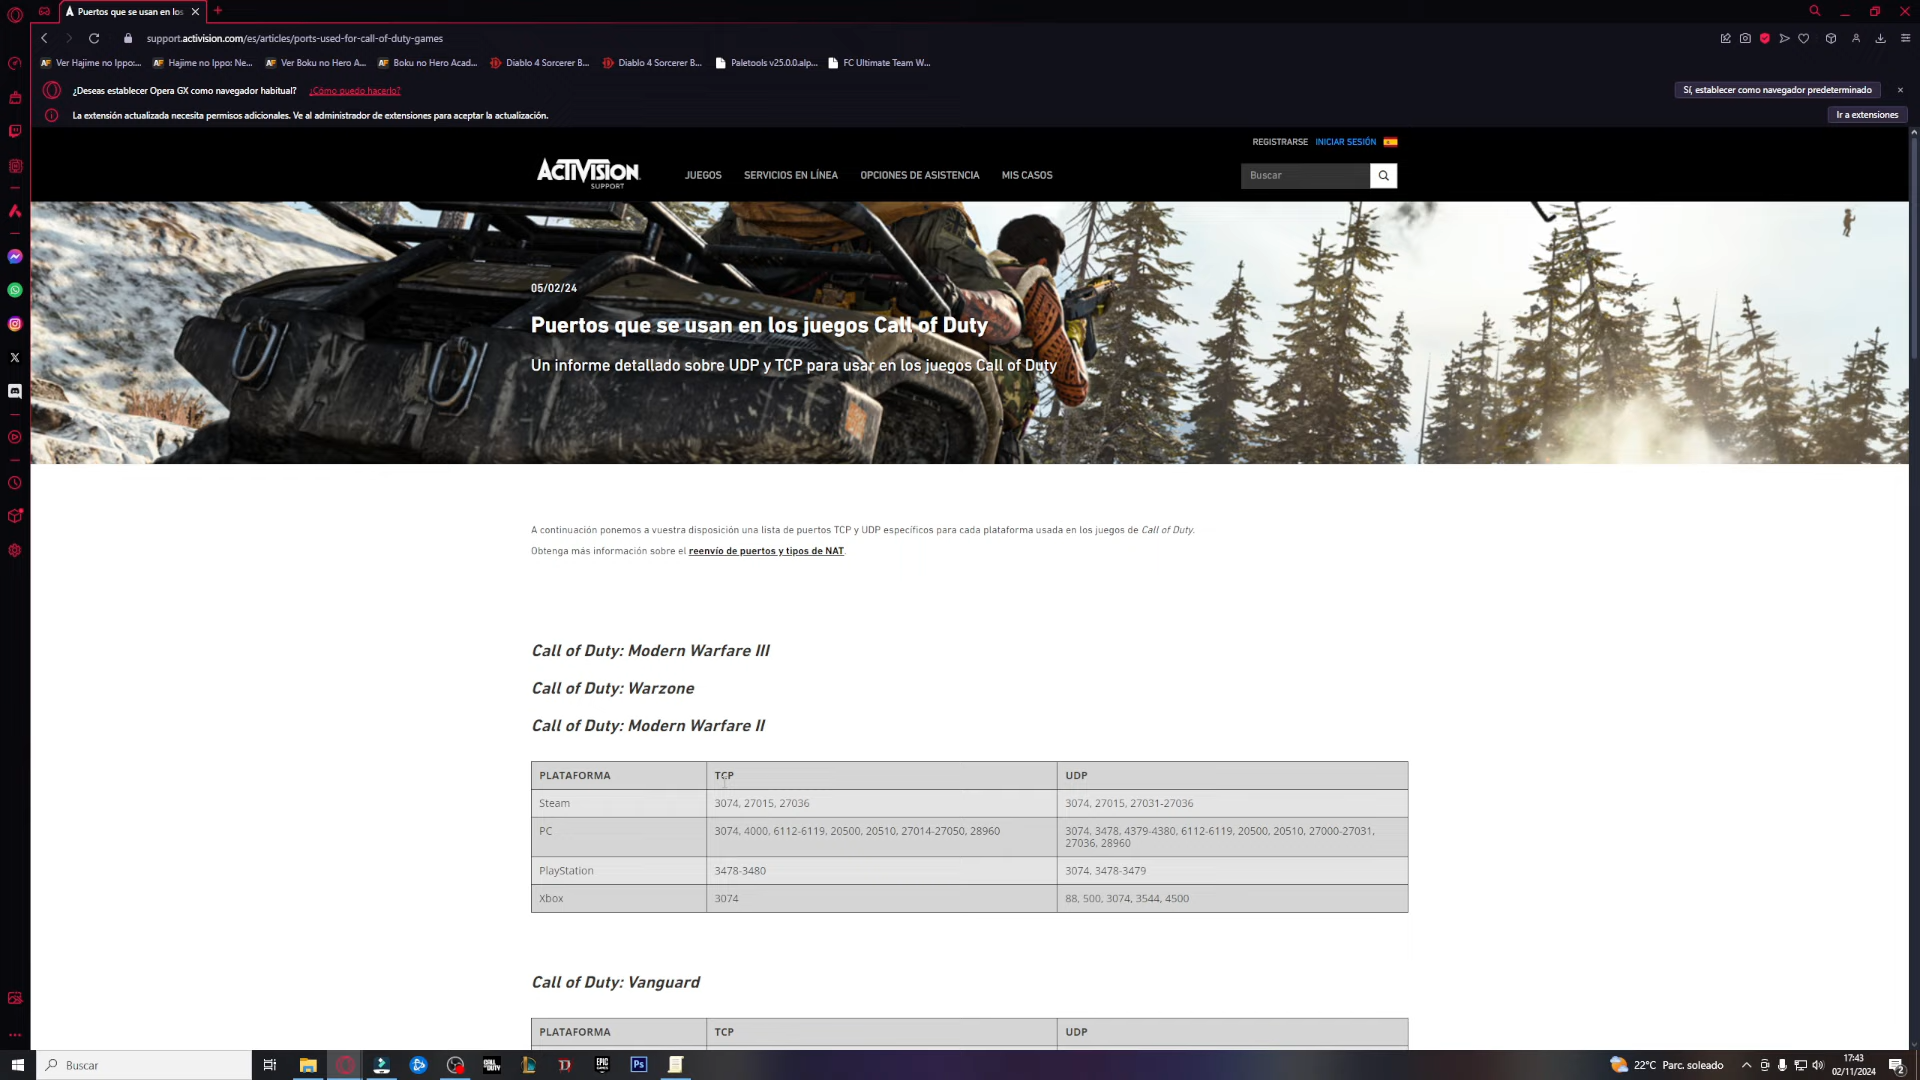 Puertos que se usan en los
support.activision.com/es/articles/ports-used-for-call-of-duty-games
Ver Hajime no Ippo:... Hajime no Ippo: Ne... Ver Boku no Hero A... Boku no Hero Acad... Diablo 4 Sorcerer B... Diablo 4 Sorcerer B... Paletools v25.0.0.alp... FC Ultimate Team W...
¿Deseas establecer Opera GX como navegador habitual? ¿Cómo puedo hacerlo? Sí, establecer como navegador predeterminado
La extensión actualizada necesita permisos adicionales. Ve al administrador de extensiones para aceptar la actualización. Ir a extensiones
REGISTRARSE INICIAR SESIÓN
ACTIVISION
SUPPORT
JUEGOS SERVICIOS EN LÍNEA OPCIONES DE ASISTENCIA MIS CASOS Buscar
NO S
05/02/24
Puertos que se usan en los juegos Call of Duty
Un informe detallado sobre UDP y TCP para usar en los juegos Call of Duty
A continuación ponemos a vuestra disposición una lista de puertos TCP y UDP específicos para cada plataforma usada en los juegos de Call of Duty.
Obtenga más información sobre el reenvío de puertos y tipos de NAT.
Call of Duty: Modern Warfare III
Call of Duty: Warzone
Call of Duty: Modern Warfare II
PLATAFORMA TCP UDP
Steam 3074, 27015, 27036 3074, 27015, 27031-27036
PC 3074, 4000, 6112-6119, 20500, 20510, 27014-27050, 28960 3074, 3478, 4379-4380, 6112-6119, 20500, 20510, 27000-27031,
27036, 28960
PlayStation 3478-3480 3074, 3478-3479
Xbox 3074 88, 500, 3074, 3544, 4500
Call of Duty: Vanguard
PLATAFORMA TCP UDP
Buscar
CALL OF DUTY
EPIC GAMES
Ps
22°C Parc. soleado
17:43
02/11/2024
2